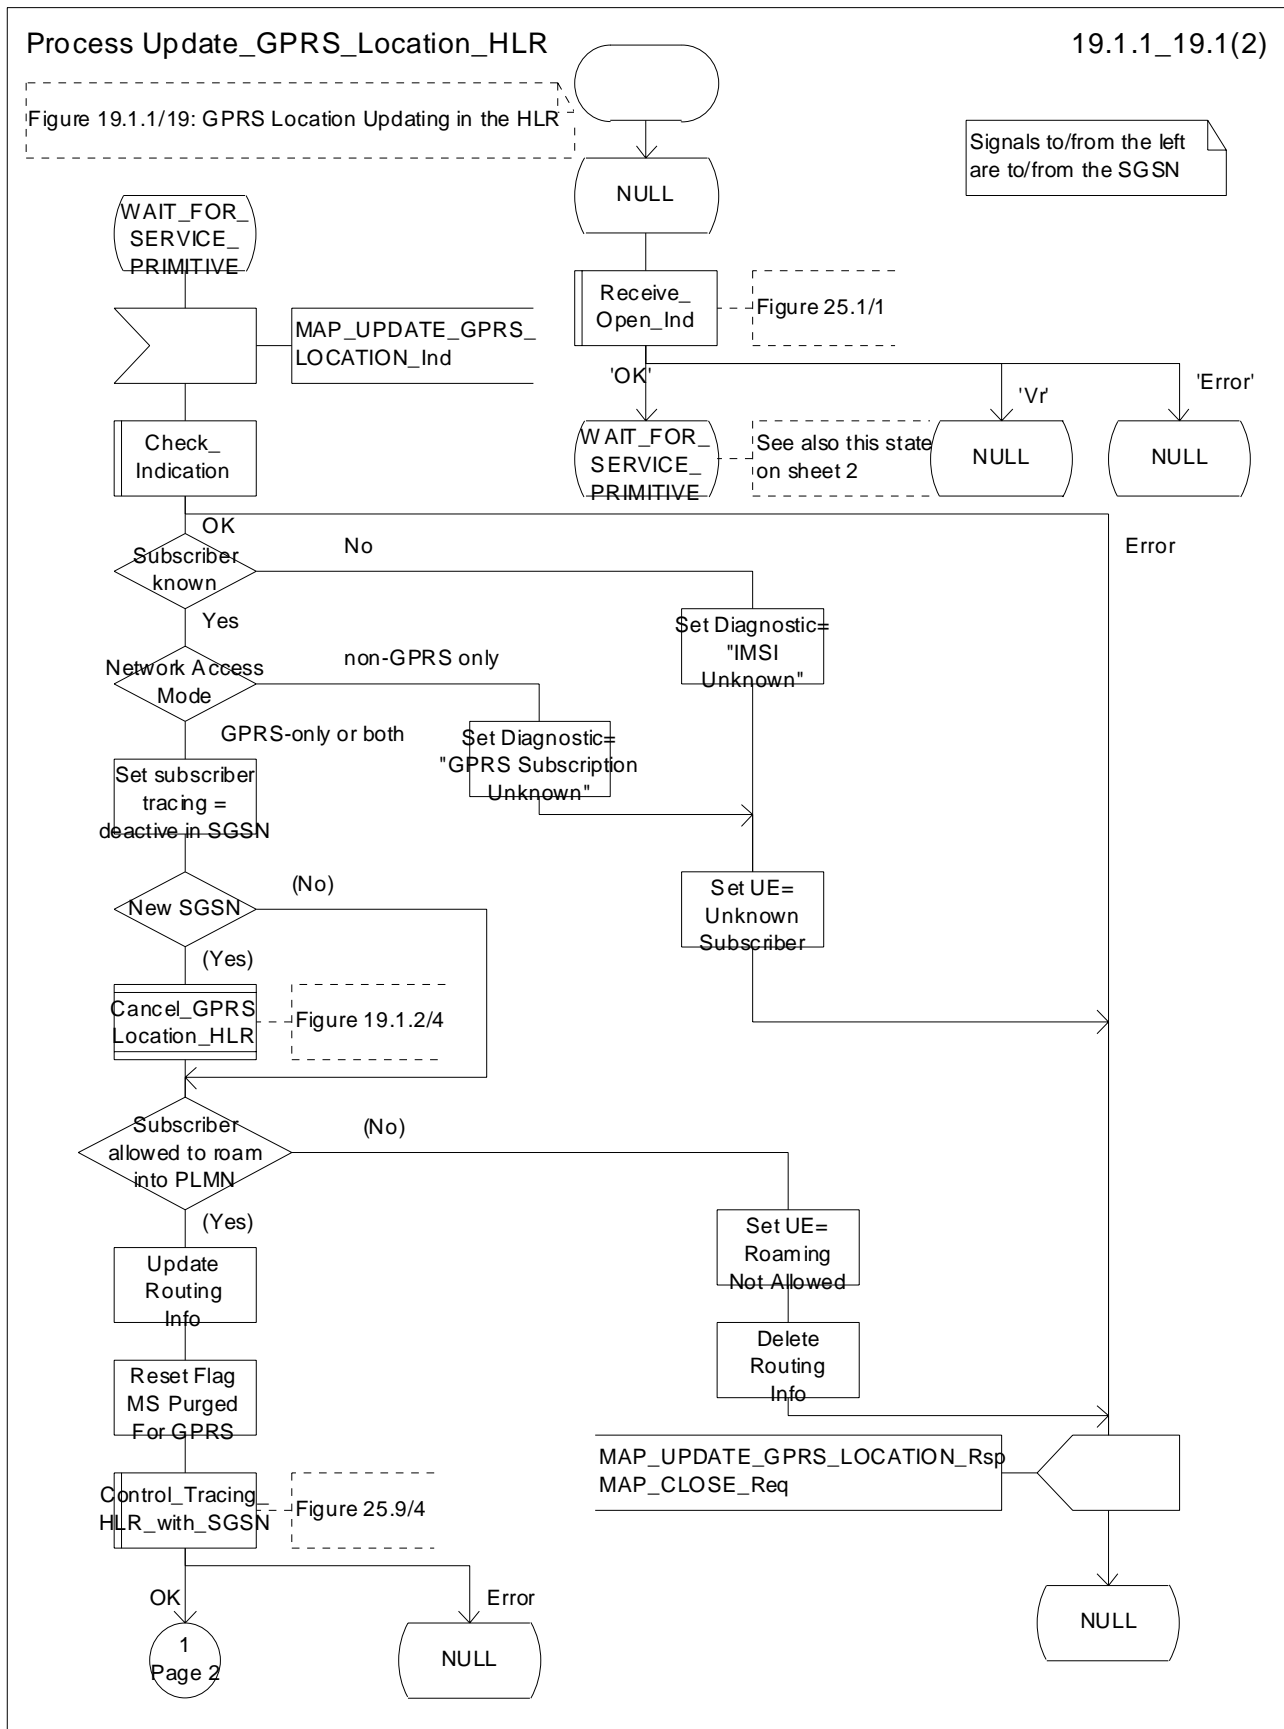 Process Update_GPRS_Location_HLR
19.1.1_19.1(2)
Figure 19.1.1/19: GPRS Location Updating in the HLR
Signals to/from the left
are to/from the SGSN
NULL
WAIT_FOR_
SERVICE_
PRIMITIVE
Receive_
Open_Ind
Figure 25.1/1
MAP_UPDATE_GPRS_
LOCATION_Ind
'OK'
'Vr'
'Error'
WAIT_FOR_
SERVICE_
PRIMITIVE
See also this state
on sheet 2
NULL
NULL
Check_
Indication
OK
Error
Subscriber
known
No
Yes
Set Diagnostic=
"IMSI
Unknown"
Network Access
Mode
non-GPRS only
GPRS-only or both
Set Diagnostic=
"GPRS Subscription
Unknown"
Set subscriber
tracing =
deactive in SGSN
New SGSN
(No)
(Yes)
Set UE=
Unknown
Subscriber
Cancel_GPRS
Location_HLR
Figure 19.1.2/4
Subscriber
allowed to roam
into PLMN
(No)
(Yes)
Set UE=
Roaming
Not Allowed
Update
Routing
Info
Delete
Routing
Info
Reset Flag
MS Purged
For GPRS
MAP_UPDATE_GPRS_LOCATION_Rsp
MAP_CLOSE_Req
Control_Tracing_
HLR_with_SGSN
Figure 25.9/4
OK
Error
1
Page 2
NULL
NULL